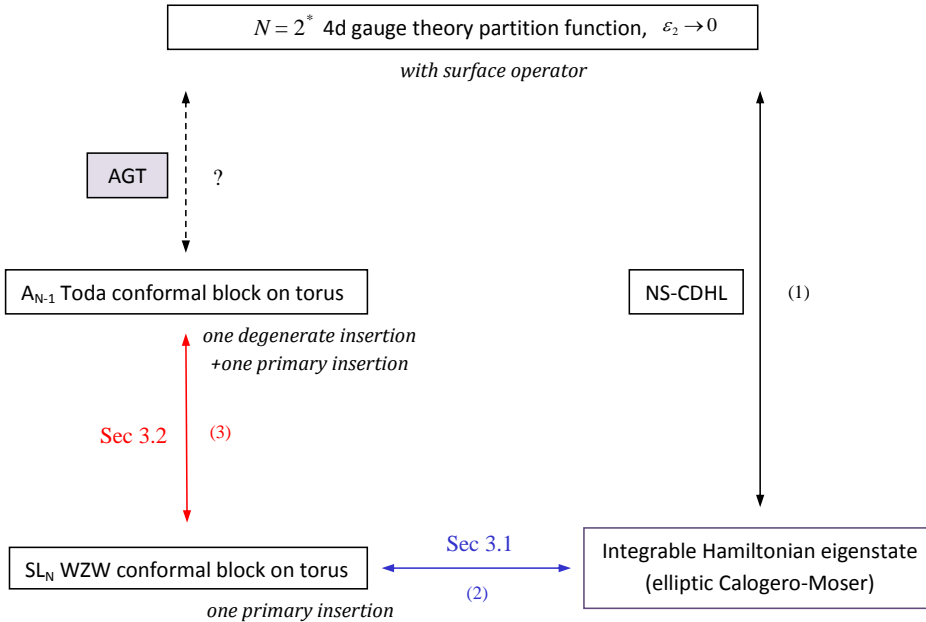 N = 2* 4d gauge theory partition function, ε₂ → 0
with surface operator
AGT
?
A_{N-1} Toda conformal block on torus
one degenerate insertion
+one primary insertion
NS-CDHL
(1)
Sec 3.2
(3)
SL_N WZW conformal block on torus
one primary insertion
Sec 3.1
(2)
Integrable Hamiltonian eigenstate
(elliptic Calogero-Moser)